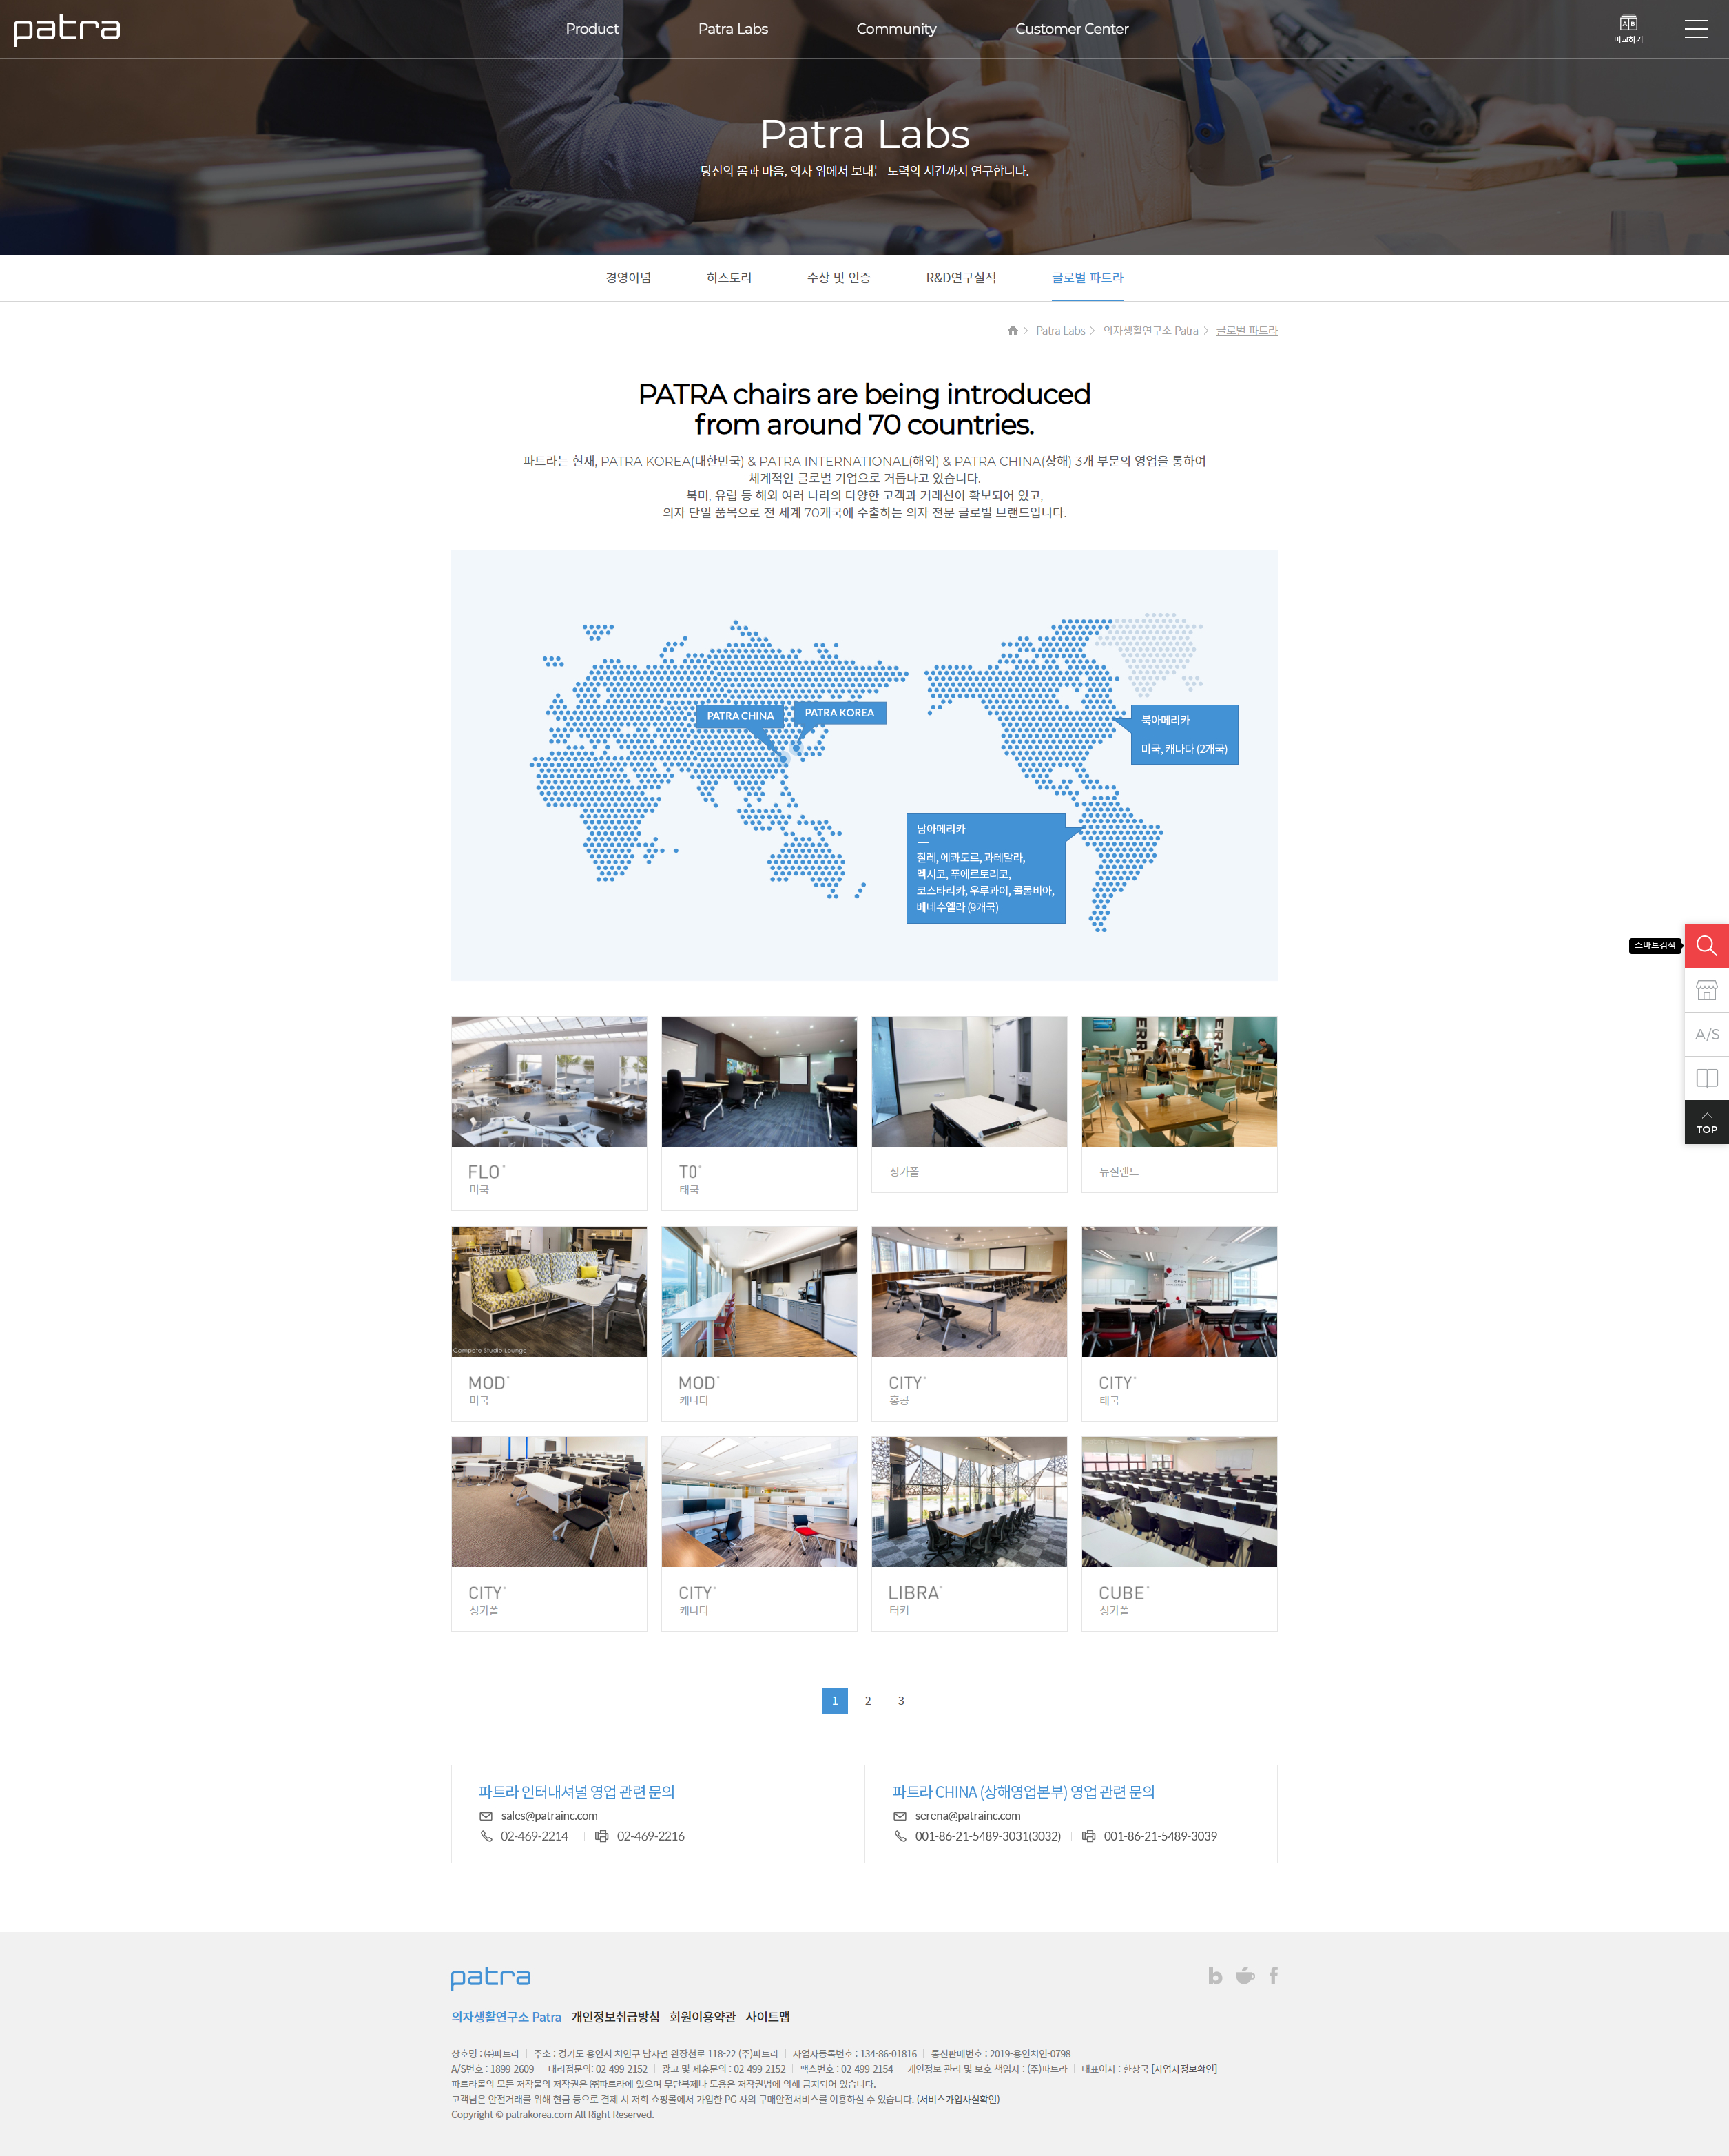 patra
Product
Patra Labs
Community
Customer Center
A B
비교하기
Patra Labs
당신의 몸과 마음, 의자 위에서 보내는 노력의 시간까지 연구합니다.
경영이념
히스토리
수상 및 인증
R&D연구실적
글로벌 파트라
Patra Labs
의자생활연구소 Patra
글로벌 파트라
PATRA chairs are being introduced
from around 70 countries.
파트라는 현재, PATRA KOREA(대한민국) & PATRA INTERNATIONAL(해외) & PATRA CHINA(상해) 3개 부문의 영업을 통하여
체계적인 글로벌 기업으로 거듭나고 있습니다.
북미, 유럽 등 해외 여러 나라의 다양한 고객과 거래선이 확보되어 있고,
의자 단일 품목으로 전 세계 70개국에 수출하는 의자 전문 글로벌 브랜드입니다.
PATRA CHINA
PATRA KOREA
북아메리카
미국, 캐나다 (2개국)
남아메리카
칠레, 에콰도르, 과테말라,
멕시코, 푸에르토리코,
코스타리카, 우루과이, 콜롬비아,
베네수엘라 (9개국)
스마트검색
A/S
TOP
FLO
미국
T0
태국
싱가폴
뉴질랜드
Compete Studio Lounge
MOD
미국
MOD
캐나다
CITY
홍콩
CITY
태국
CITY
싱가폴
CITY
캐나다
LIBRA
터키
CUBE
싱가폴
1 2 3
파트라 인터내셔널 영업 관련 문의
sales@patrainc.com
02-469-2214
02-469-2216
파트라 CHINA (상해영업본부) 영업 관련 문의
serena@patrainc.com
001-86-21-5489-3031(3032)
001-86-21-5489-3039
patra
의자생활연구소 Patra 개인정보취급방침 회원이용약관 사이트맵
상호명 : ㈜파트라 주소 : 경기도 용인시 처인구 남사면 완장천로 118-22 (주)파트라 사업자등록번호 : 134-86-01816 통신판매번호 : 2019-용인처인-0798
A/S번호 : 1899-2609 대리점문의: 02-499-2152 광고 및 제휴문의 : 02-499-2152 팩스번호 : 02-499-2154 개인정보 관리 및 보호 책임자 : (주)파트라 대표이사 : 한상국 [사업자정보확인]
파트라몰의 모든 저작물의 저작권은 ㈜파트라에 있으며 무단복제나 도용은 저작권법에 의해 금지되어 있습니다.
고객님은 안전거래를 위해 현금 등으로 결제 시 저희 쇼핑몰에서 가입한 PG 사의 구매안전서비스를 이용하실 수 있습니다. (서비스가입사실확인)
Copyright © patrakorea.com All Right Reserved.